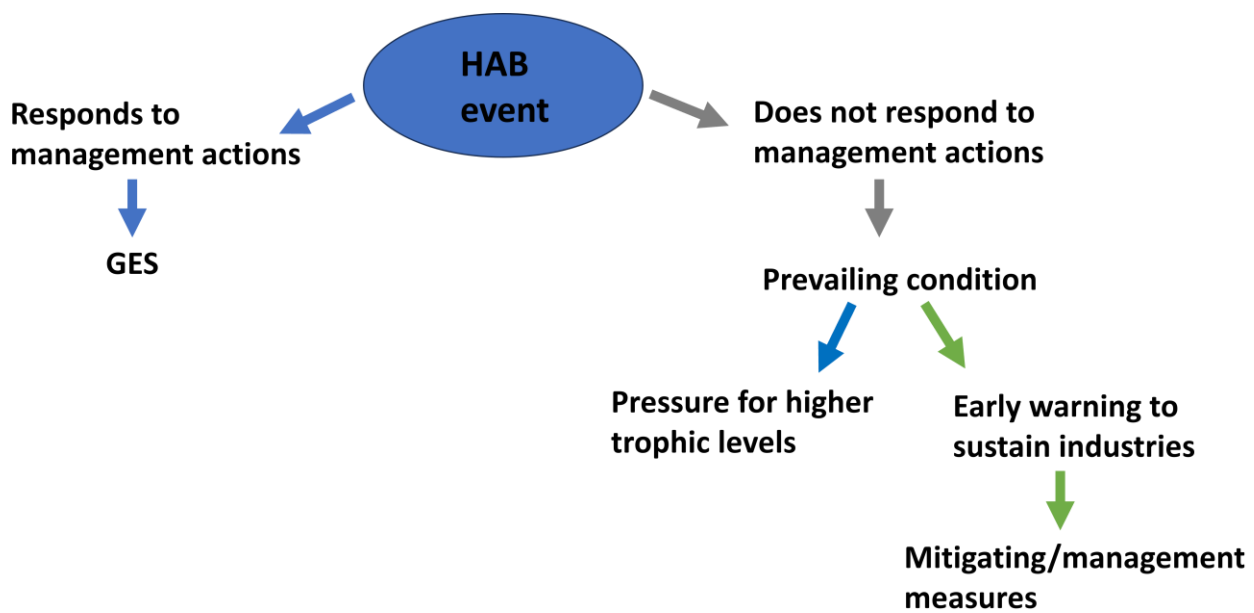 HAB
event
Responds to
management actions
GES
Does not respond to
management actions
Prevailing condition
Pressure for higher
trophic levels
Early warning to
sustain industries
Mitigating/management
measures